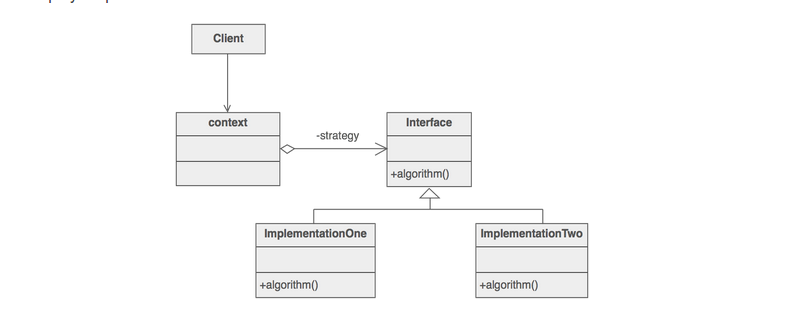 Client
context
-strategy
Interface
+algorithm()
ImplementationOne
+algorithm()
ImplementationTwo
+algorithm()